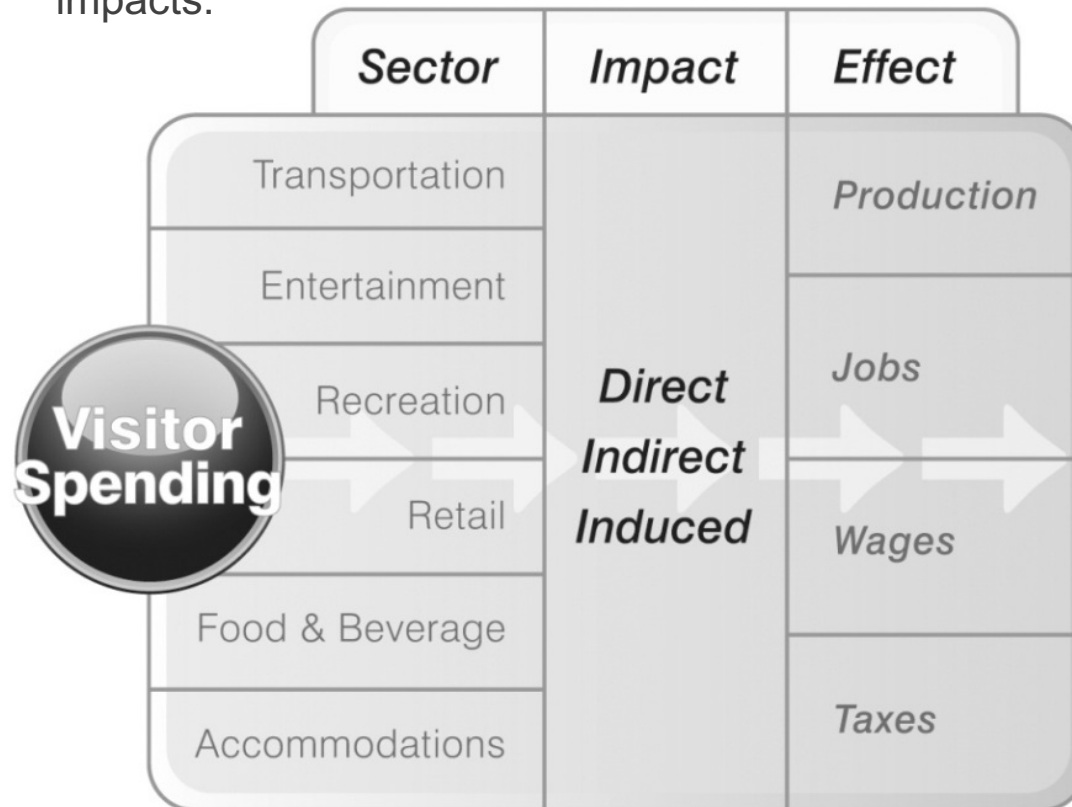 impacts:
Sector Impact Effect
Transportation
Entertainment
Recreation
Retail
Food & Beverage
Accommodations
Visitor
Spending
Direct
Indirect
Induced
Production
Jobs
Wages
Taxes